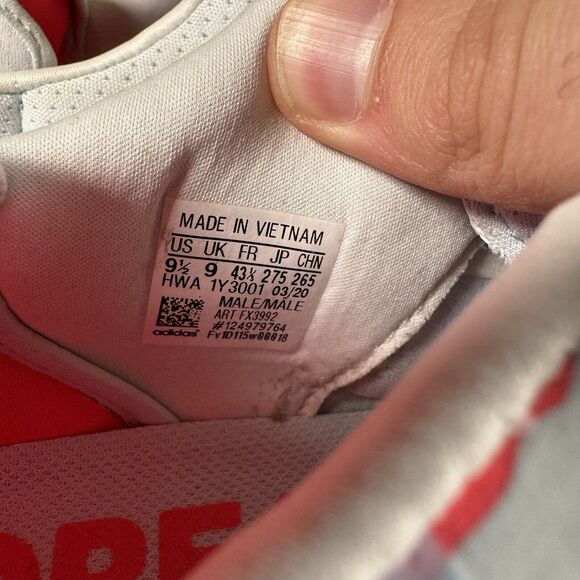 MADE IN VIETNAM
US UK FR JP CHN
9½ 9 43⅓ 275 265
HWA 1Y3001 03/20
MALE/MALE
ART FX3992
#124979764
adidas Fv1D115w00018